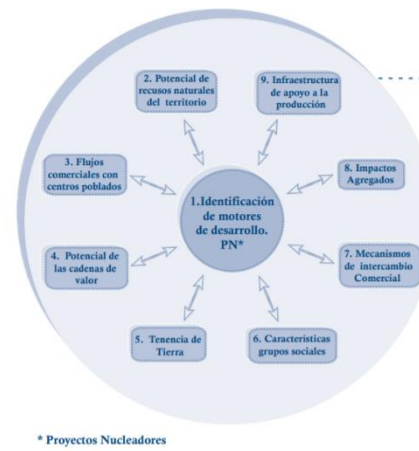 2. Potencial de
recusos naturales
del territorio
9. Infraestructura
de apoyo a la
producción
3. Flujos
comerciales con
centros poblados
8. Impactos
Agregados
1.Identificación
de motores
de desarrollo.
PN*
4. Potencial de
las cadenas de
valor
7. Mecanismos
de intercambio
Comercial
5. Tenencia de
Tierra
6. Características
grupos sociales
* Proyectos Nucleadores